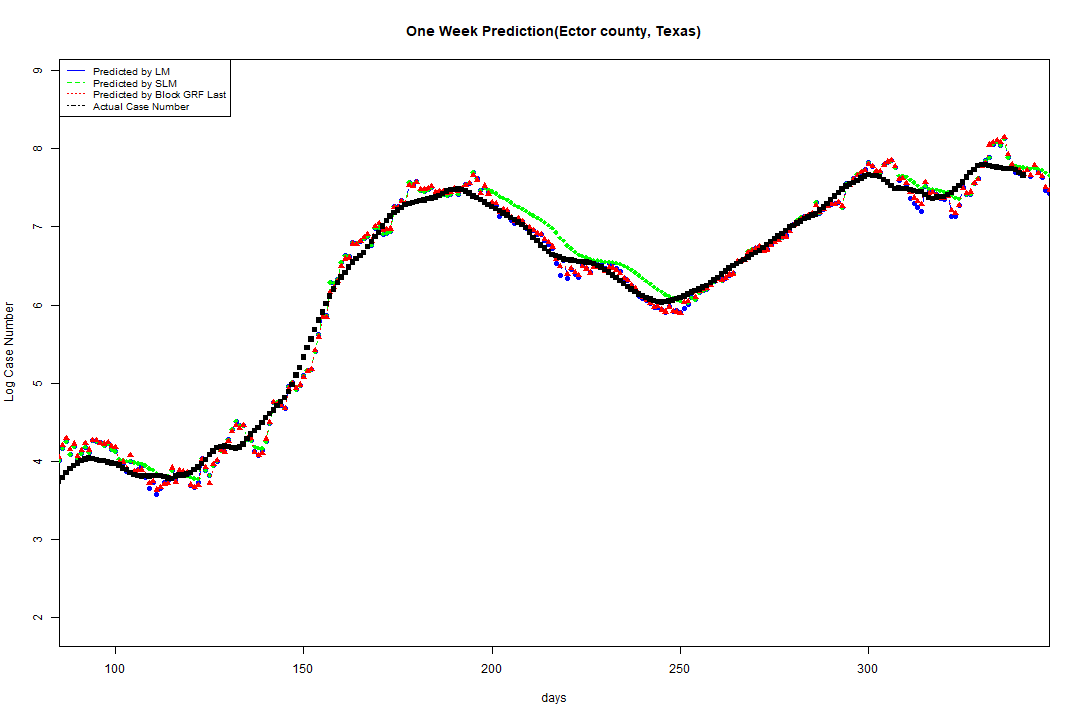 One Week Prediction(Ector county, Texas)
Predicted by LM
Predicted by SLM
Predicted by Block GRF Last
Actual Case Number
9
8
7
6
5
4
3
2
Log Case Number
100 150 200 250 300
days